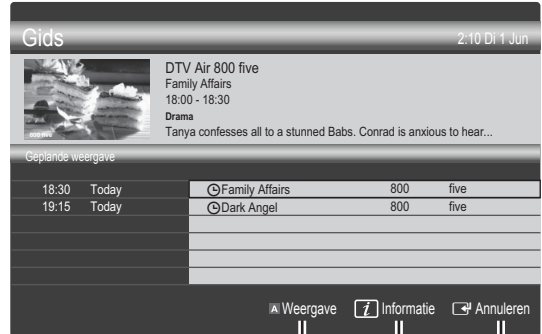 Gids 2:10 Di 1 Jun
DTV Air 800 five
Family Affairs
18:00 - 18:30
Drama
Tanya confesses all to a stunned Babs. Conrad is anxious to hear...
800 five
Geplande weergave
18:30 Today Family Affairs 800 five
19:15 Today Dark Angel 800 five
A Weergave i Informatie Annuleren